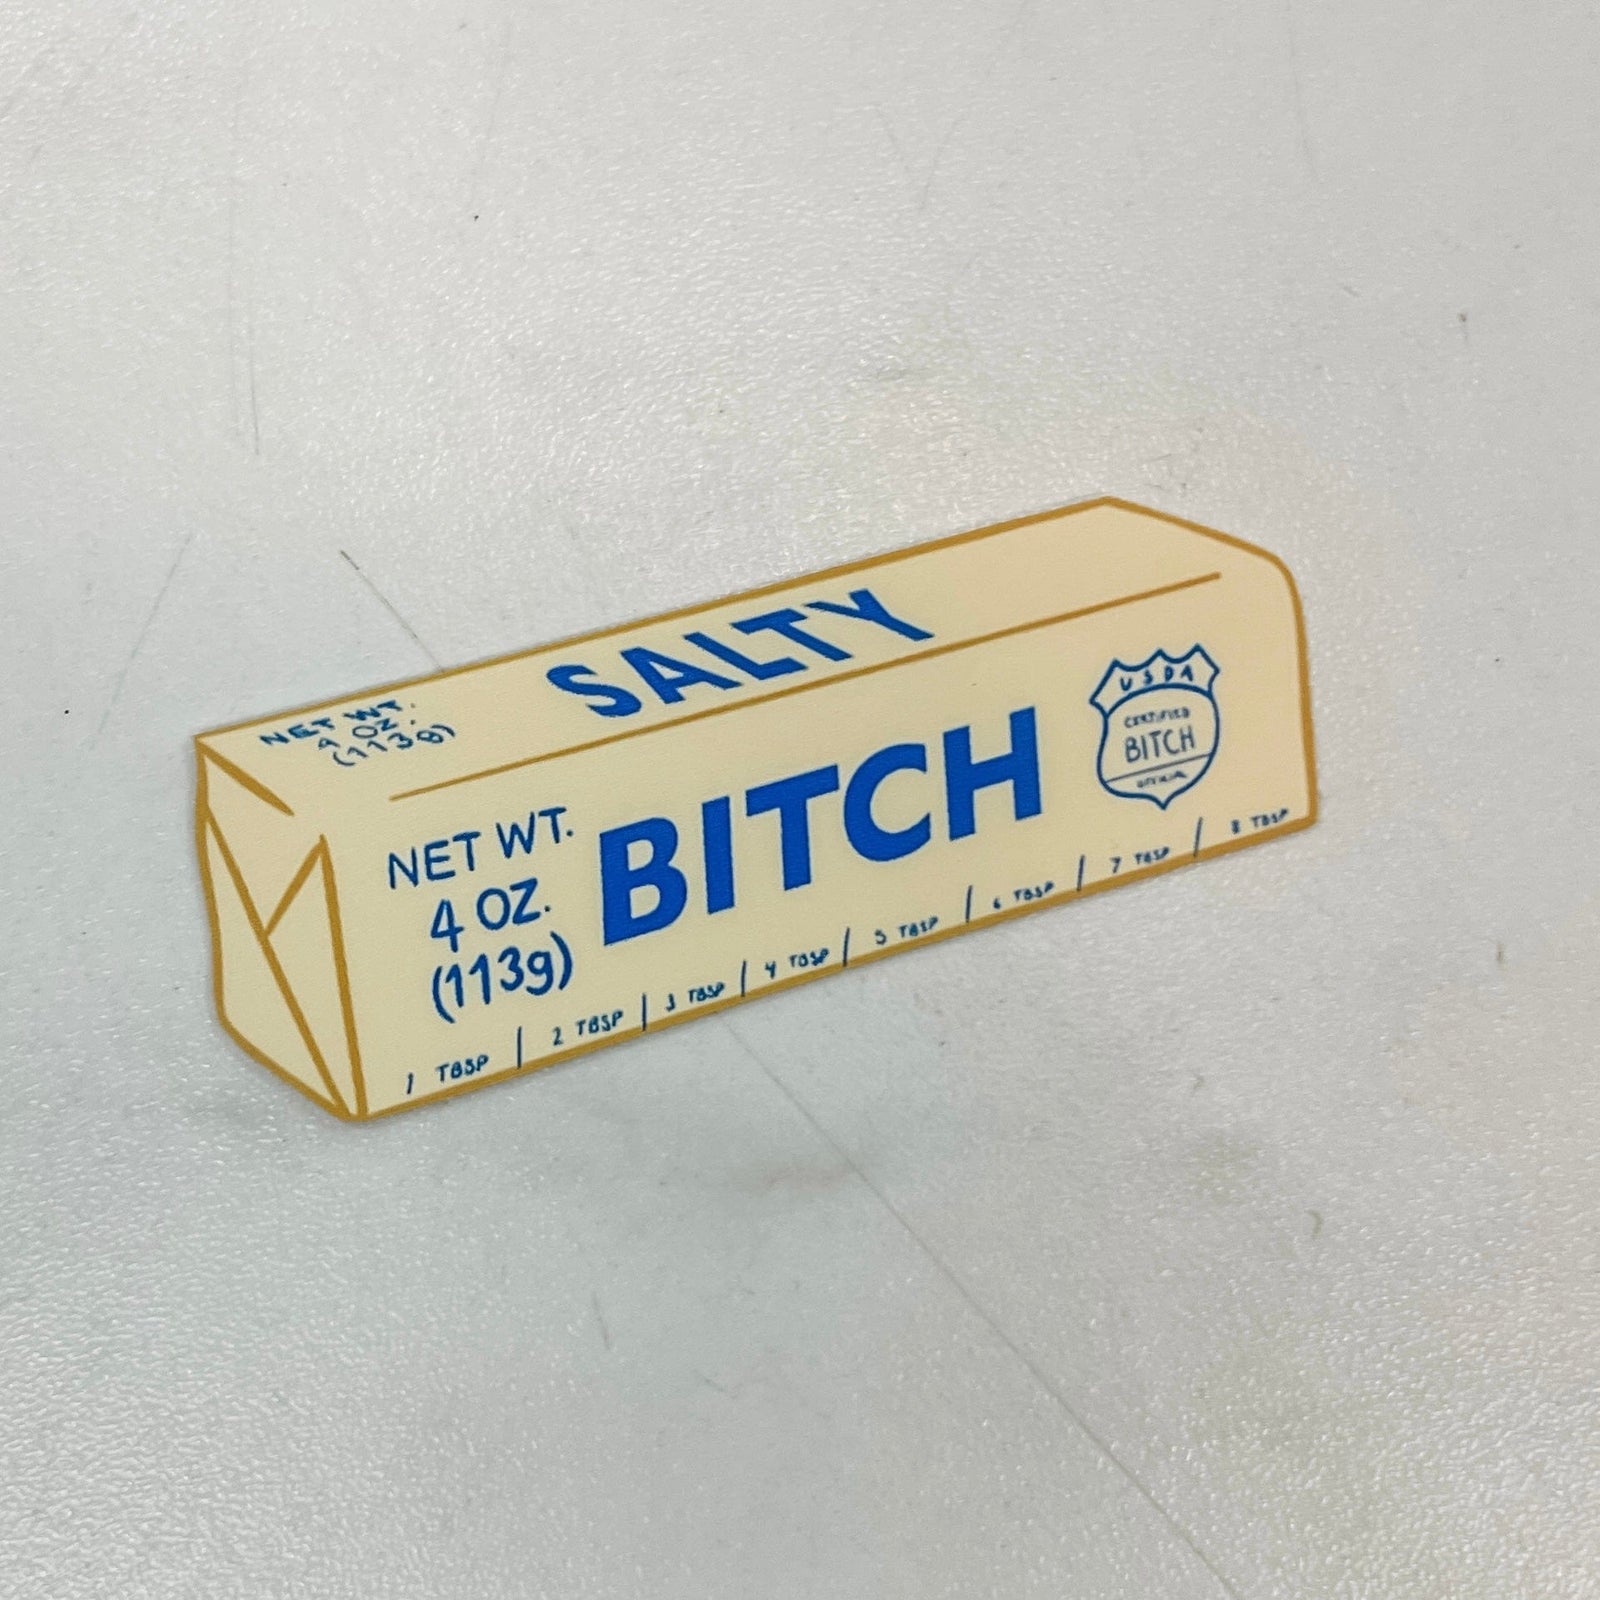 NET WT.
4 OZ.
(113g)
SALTY
NET WT.
4 OZ.
(113g)
BITCH
USDA
CERTIFIED
BITCH
OFFICIAL
1 TBSP | 2 TBSP | 3 TBSP | 4 TBSP | 5 TBSP | 6 TBSP | 7 TBSP | 8 TBSP